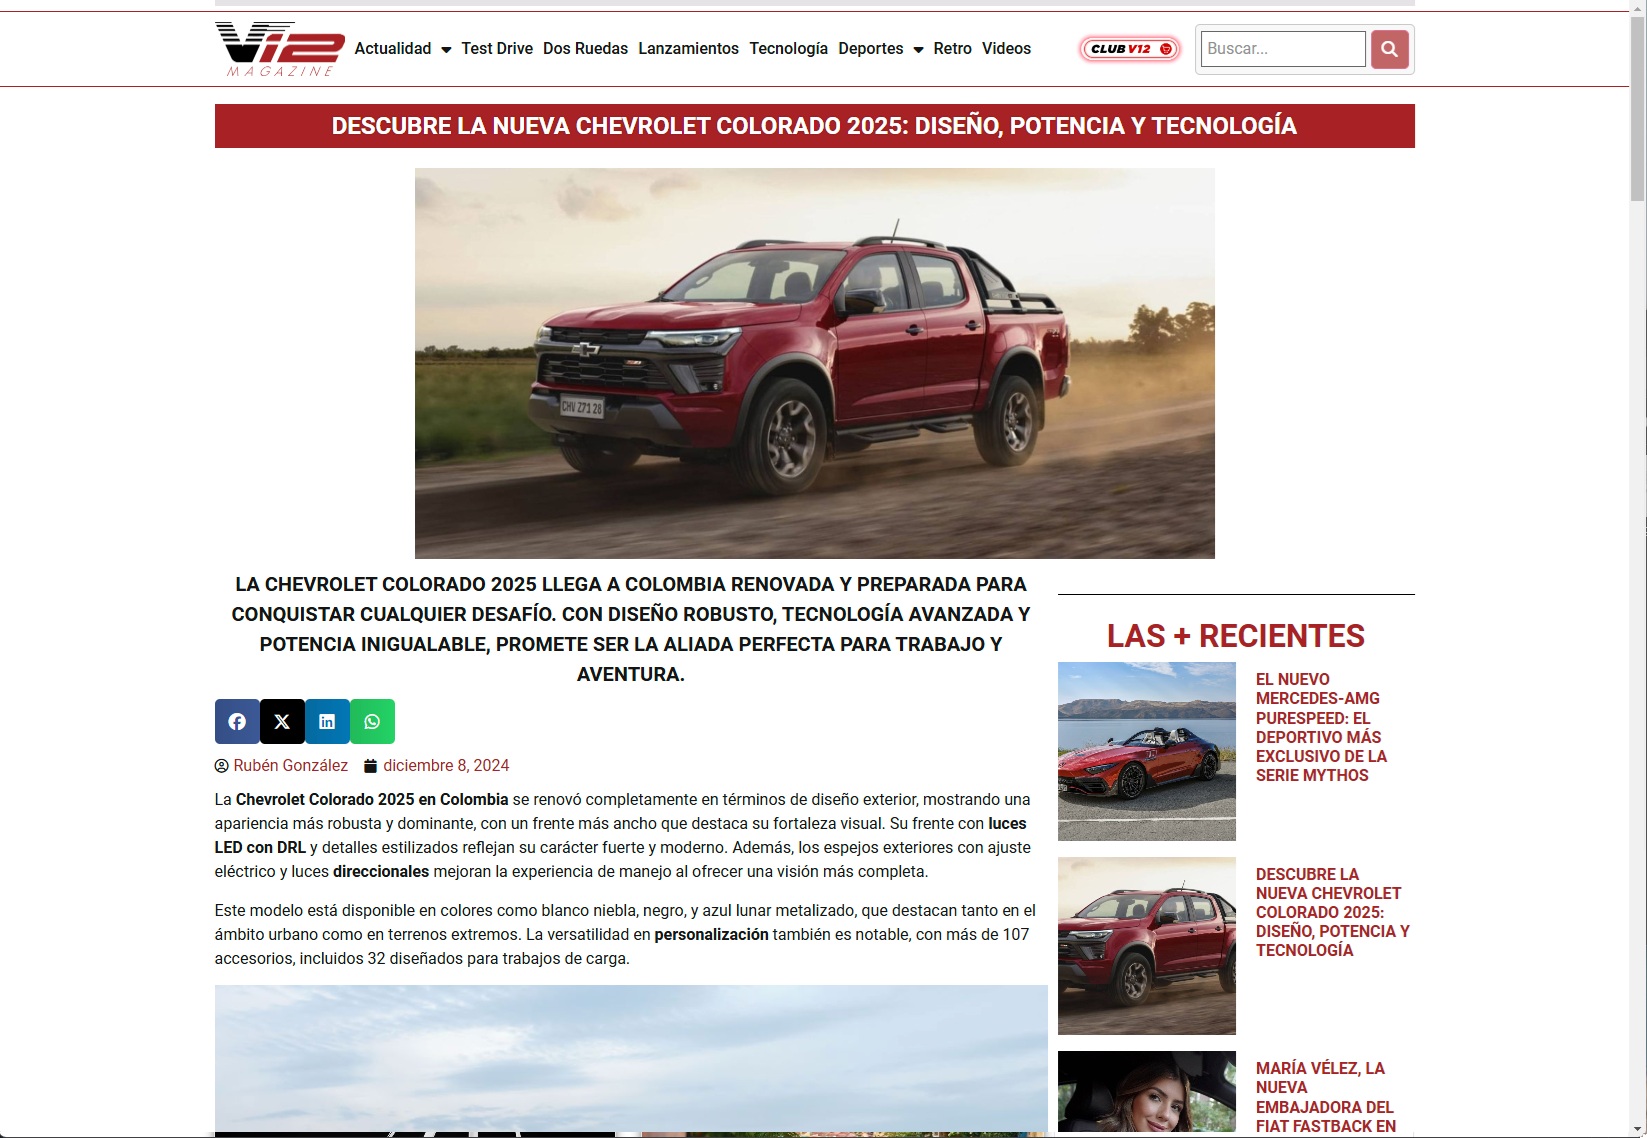 V12
MAGAZINE
Actualidad Test Drive Dos Ruedas Lanzamientos Tecnología Deportes Retro Videos
CLUB V12
Buscar...
DESCUBRE LA NUEVA CHEVROLET COLORADO 2025: DISEÑO, POTENCIA Y TECNOLOGÍA
CHV Z71 28
LA CHEVROLET COLORADO 2025 LLEGA A COLOMBIA RENOVADA Y PREPARADA PARA
CONQUISTAR CUALQUIER DESAFÍO. CON DISEÑO ROBUSTO, TECNOLOGÍA AVANZADA Y
POTENCIA INIGUALABLE, PROMETE SER LA ALIADA PERFECTA PARA TRABAJO Y
AVENTURA.
Rubén González diciembre 8, 2024
La Chevrolet Colorado 2025 en Colombia se renovó completamente en términos de diseño exterior, mostrando una
apariencia más robusta y dominante, con un frente más ancho que destaca su fortaleza visual. Su frente con luces
LED con DRL y detalles estilizados reflejan su carácter fuerte y moderno. Además, los espejos exteriores con ajuste
eléctrico y luces direccionales mejoran la experiencia de manejo al ofrecer una visión más completa.
Este modelo está disponible en colores como blanco niebla, negro, y azul lunar metalizado, que destacan tanto en el
ámbito urbano como en terrenos extremos. La versatilidad en personalización también es notable, con más de 107
accesorios, incluidos 32 diseñados para trabajos de carga.
LAS + RECIENTES
EL NUEVO
MERCEDES-AMG
PURESPEED: EL
DEPORTIVO MÁS
EXCLUSIVO DE LA
SERIE MYTHOS
DESCUBRE LA
NUEVA CHEVROLET
COLORADO 2025:
DISEÑO, POTENCIA Y
TECNOLOGÍA
MARÍA VÉLEZ, LA
NUEVA
EMBAJADORA DEL
FIAT FASTBACK EN